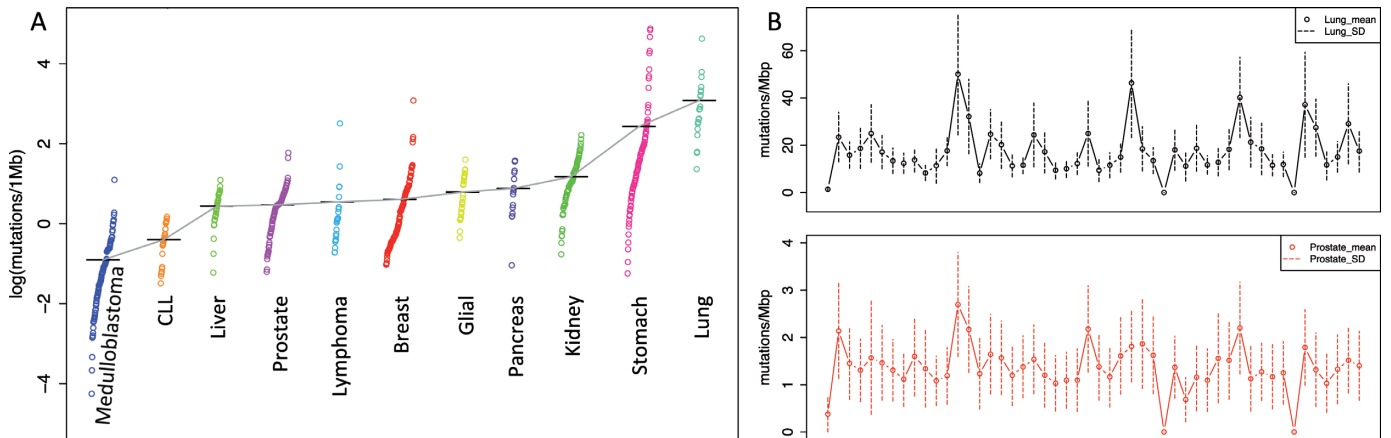 A
log(mutations/1Mb)
4
2
0
−2
−4
Medulloblastoma
CLL
Liver
Prostate
Lymphoma
Breast
Glial
Pancreas
Kidney
Stomach
Lung
B
mutations/Mbp
60
40
20
0
Lung_mean
Lung_SD
mutations/Mbp
4
3
2
1
0
Prostate_mean
Prostate_SD